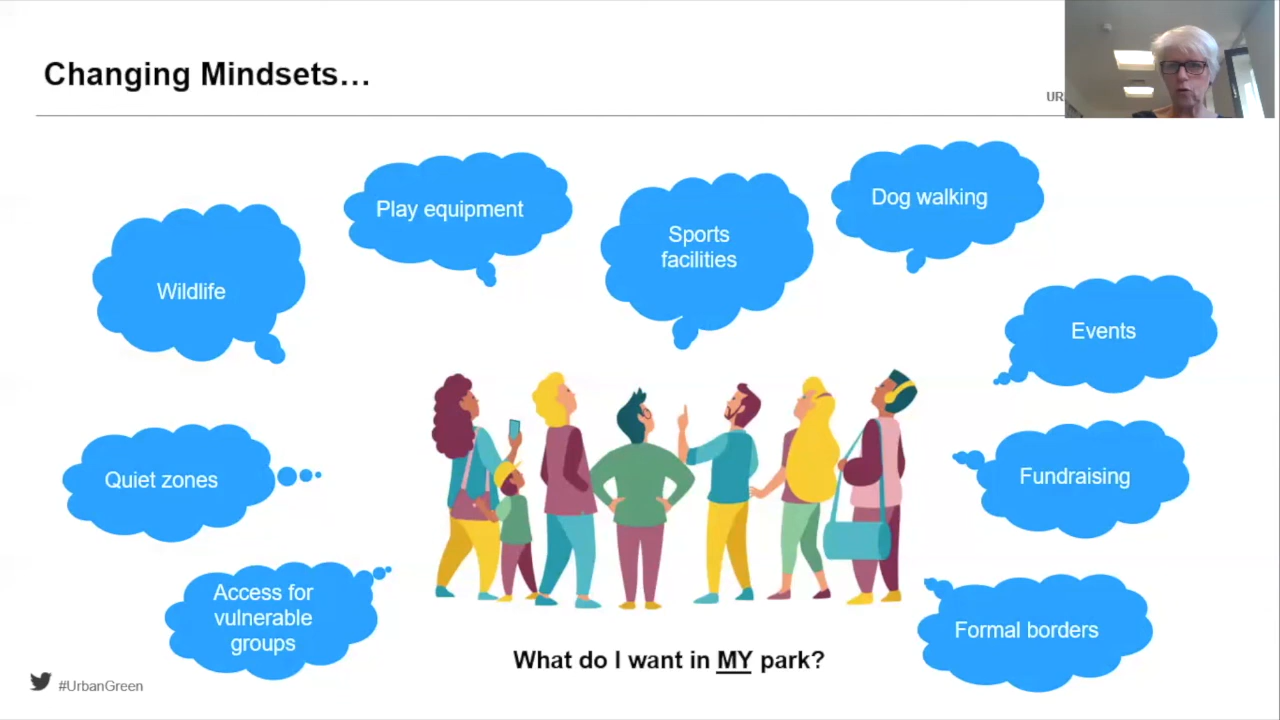 Changing Mindsets…
UR
Play equipment
Dog walking
Sports
facilities
Wildlife
Events
Quiet zones
Fundraising
Access for
vulnerable
groups
Formal borders
What do I want in MY park?
#UrbanGreen